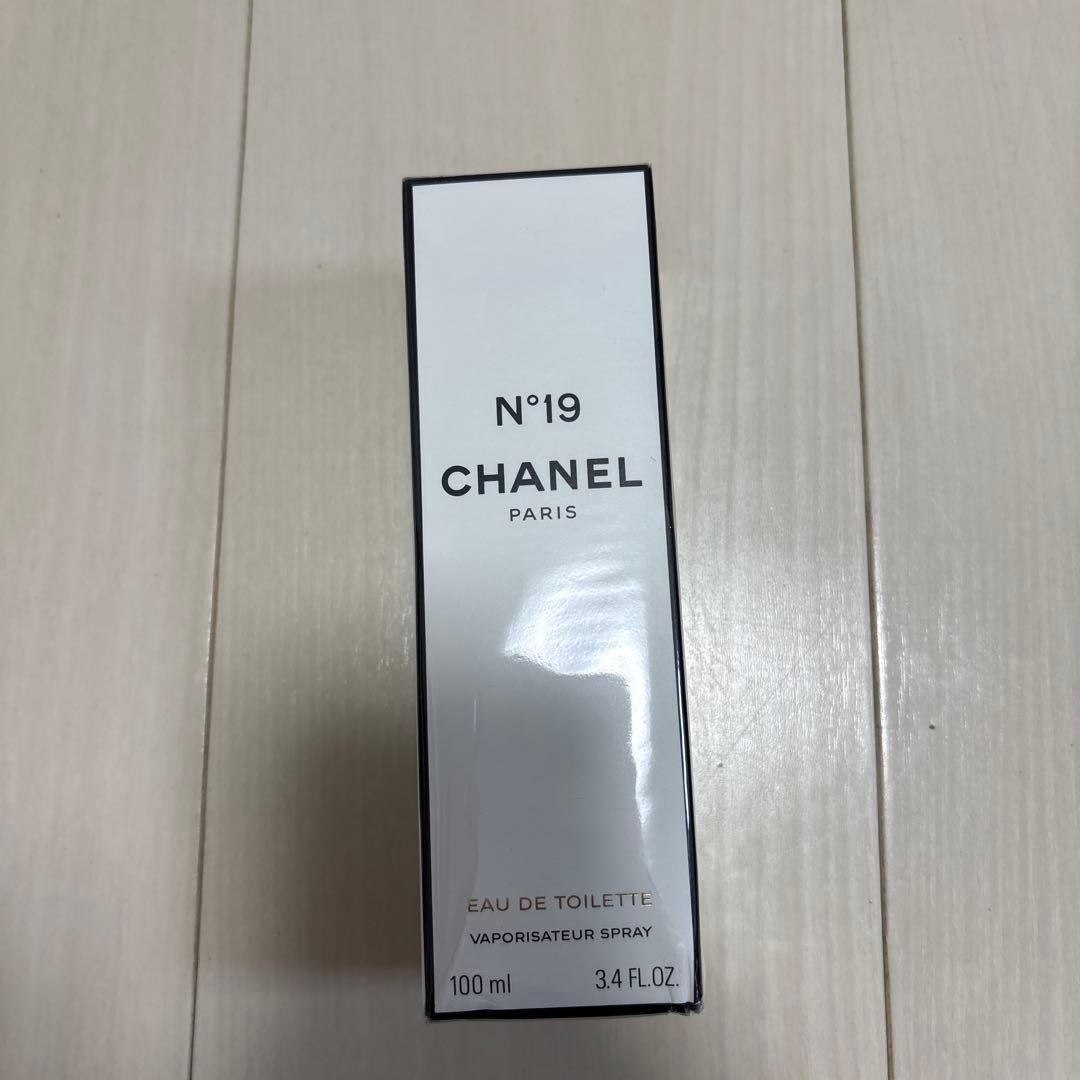 N°19
CHANEL
PARIS
EAU DE TOILETTE
VAPORISATEUR SPRAY
100 ml 3.4 FL.OZ.